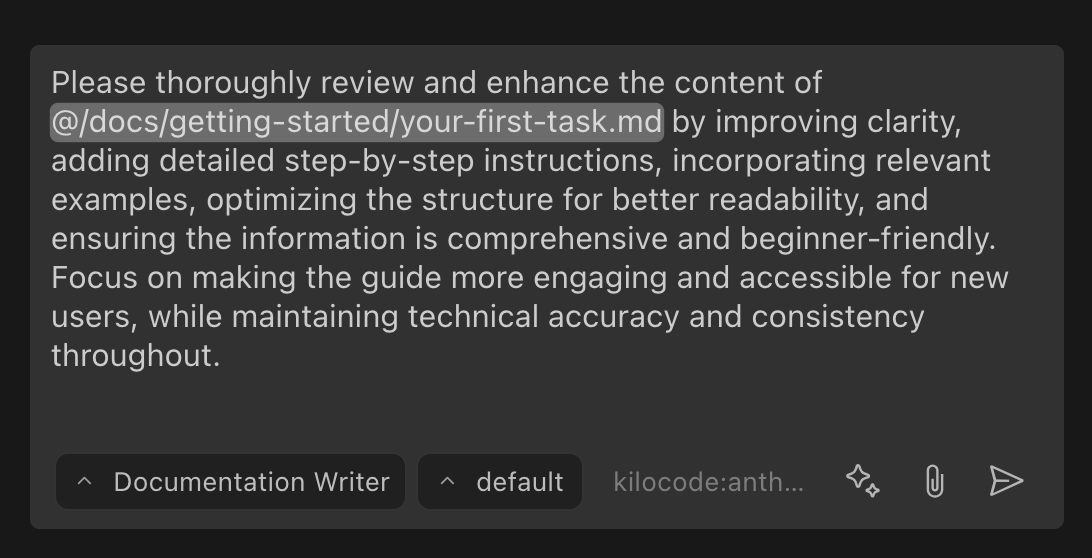 Please thoroughly review and enhance the content of
@/docs/getting-started/your-first-task.md by improving clarity,
adding detailed step-by-step instructions, incorporating relevant
examples, optimizing the structure for better readability, and
ensuring the information is comprehensive and beginner-friendly.
Focus on making the guide more engaging and accessible for new
users, while maintaining technical accuracy and consistency
throughout.
^ Documentation Writer ^ default kilocode:anth...